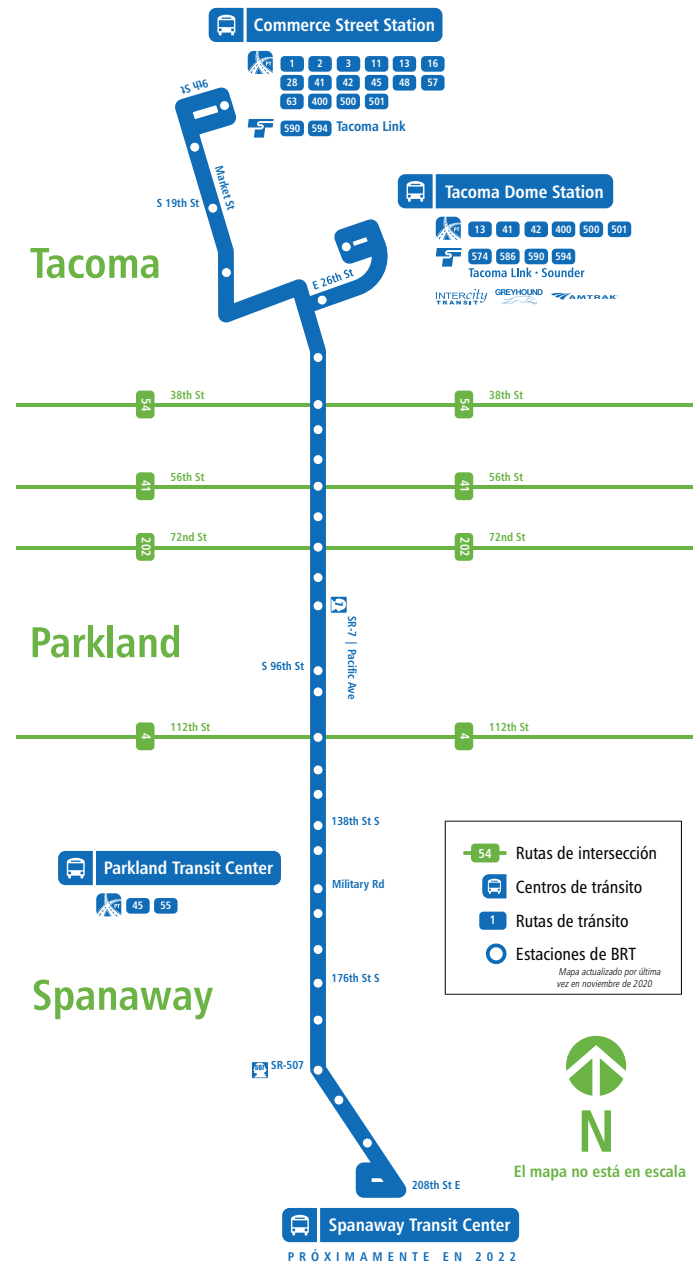 Commerce Street Station
PT 1 2 3 11 13 16
28 41 42 45 48 57
63 400 500 501
590 594 Tacoma Link
9th St
Market St
S 19th St
Tacoma Dome Station
PT 13 41 42 400 500 501
574 586 590 594
Tacoma Link · Sounder
INTERcity TRANSIT GREYHOUND AMTRAK
Tacoma
E 26th St
54 38th St 54 38th St
41 56th St 41 56th St
202 72nd St 202 72nd St
7
SR-7 | Pacific Ave
Parkland
S 96th St
4 112th St 4 112th St
138th St S
Parkland Transit Center
PT 45 55
Military Rd
54 Rutas de intersección
Centros de tránsito
1 Rutas de tránsito
Estaciones de BRT
Mapa actualizado por última
vez en noviembre de 2020
Spanaway
176th St S
507 SR-507
N
El mapa no está en escala
208th St E
Spanaway Transit Center
PRÓXIMAMENTE EN 2022